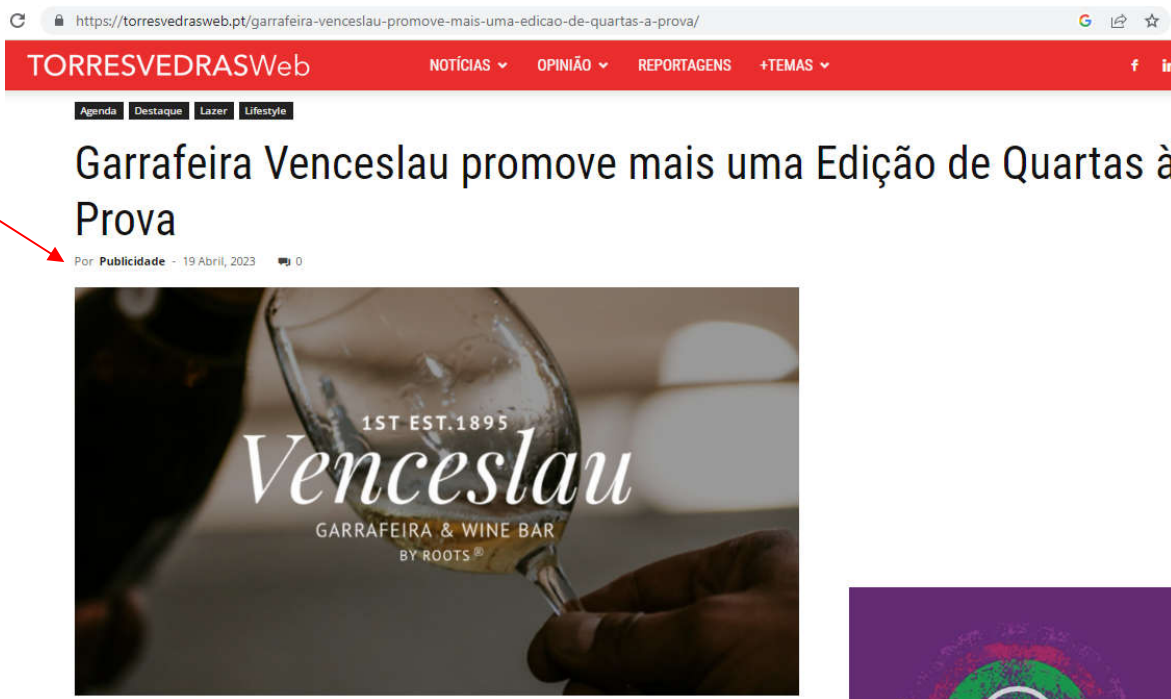 https://torresvedrasweb.pt/garrafeira-venceslau-promove-mais-uma-edicao-de-quartas-a-prova/
TORRESVEDRASWeb NOTÍCIAS OPINIÃO REPORTAGENS +TEMAS f in
Agenda Destaque Lazer Lifestyle
Garrafeira Venceslau promove mais uma Edição de Quartas à
Prova
Por Publicidade - 19 Abril, 2023 0
1ST EST.1895
Venceslau
GARRAFEIRA & WINE BAR
BY ROOTS ®